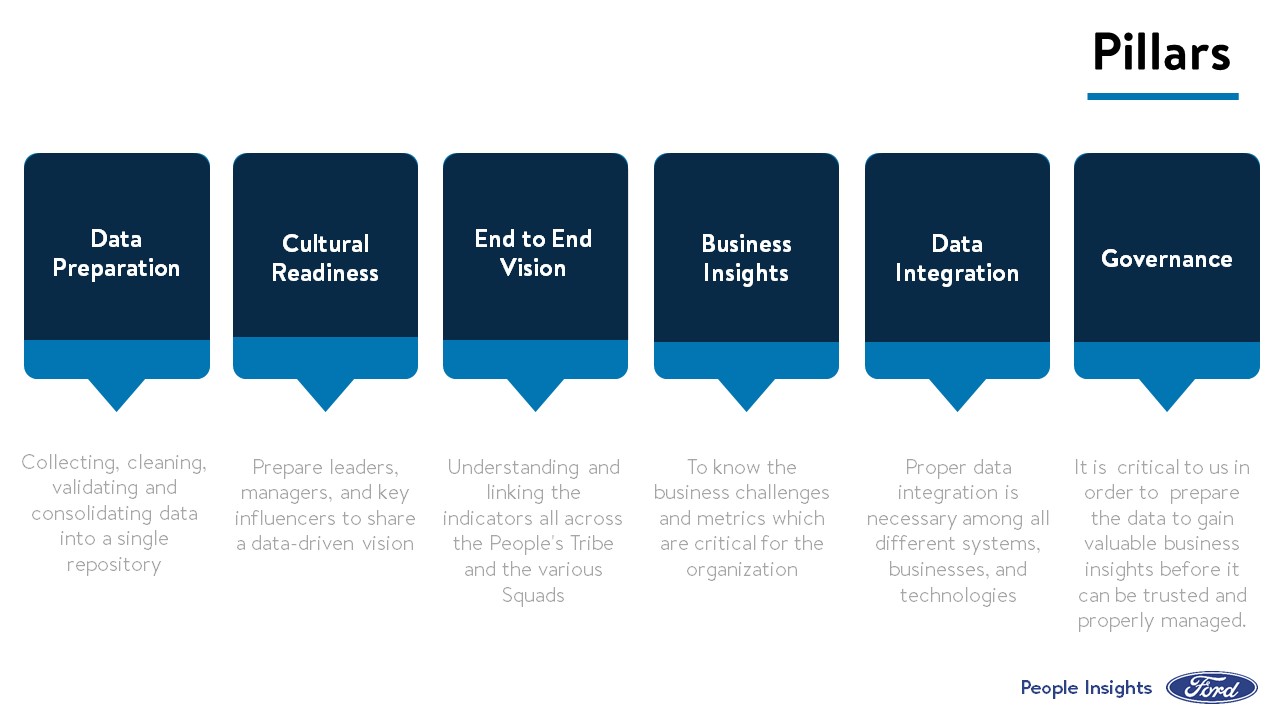 Pillars
Data
Preparation
Cultural
Readiness
End to End
Vision
Business
Insights
Data
Integration
Governance
Collecting, cleaning,
validating and
consolidating data
into a single
repository
Prepare leaders,
managers, and key
influencers to share
a data-driven vision
Understanding and
linking the
indicators all across
the People's Tribe
and the various
Squads
To know the
business challenges
and metrics which
are critical for the
organization
Proper data
integration is
necessary among all
different systems,
businesses, and
technologies
It is critical to us in
order to prepare
the data to gain
valuable business
insights before it
can be trusted and
properly managed.
People Insights
Ford